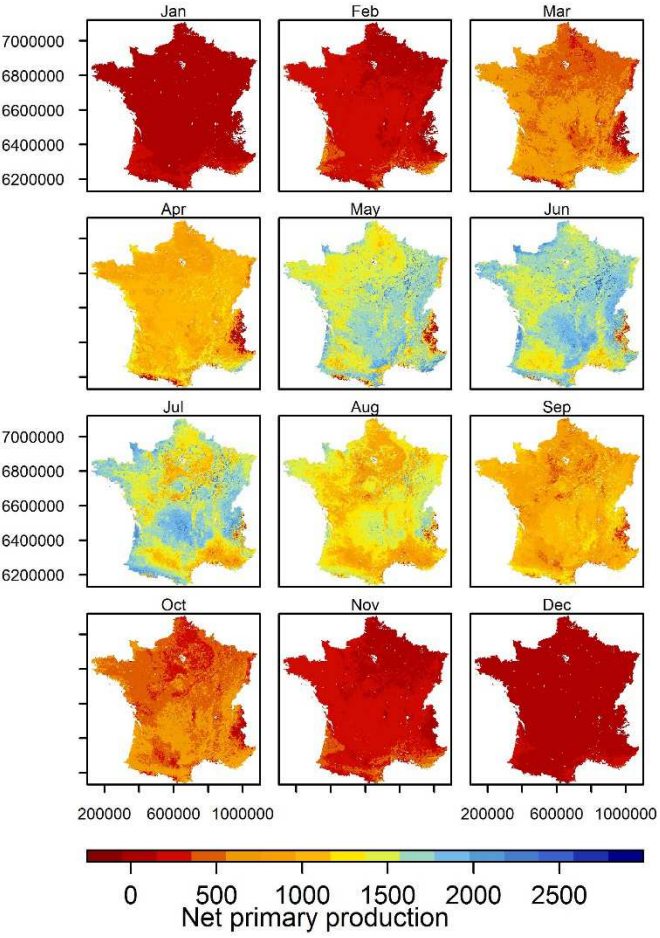 Jan Feb Mar
7000000
6800000
6600000
6400000
6200000
Apr May Jun
Jul Aug Sep
7000000
6800000
6600000
6400000
6200000
Oct Nov Dec
200000 600000 1000000 200000 600000 1000000
0 500 1000 1500 2000 2500
Net primary production